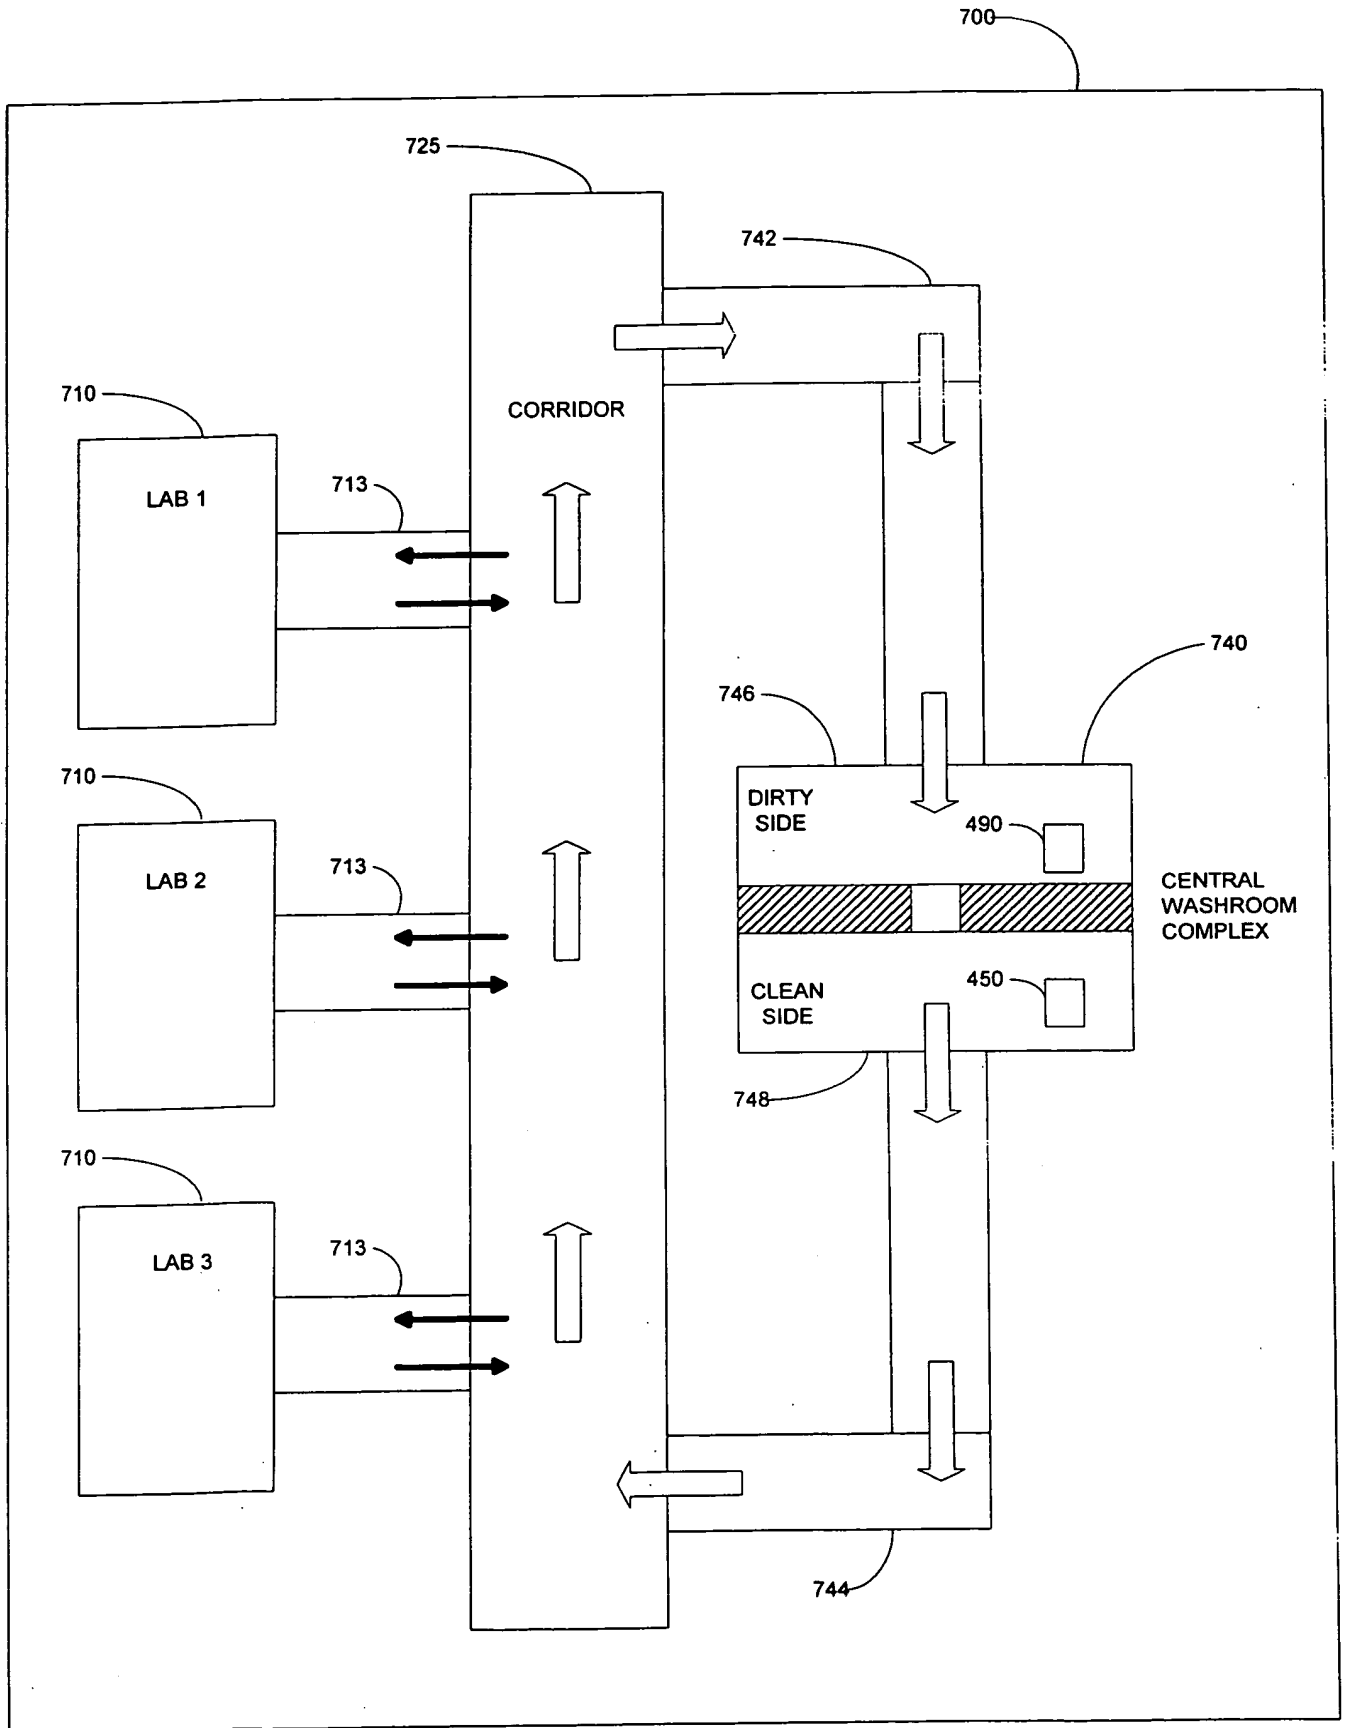 700
725
742
710
CORRIDOR
LAB 1
713
740
746
710
DIRTY
SIDE
490
713
LAB 2
CENTRAL
WASHROOM
COMPLEX
450
CLEAN
SIDE
748
710
713
LAB 3
744